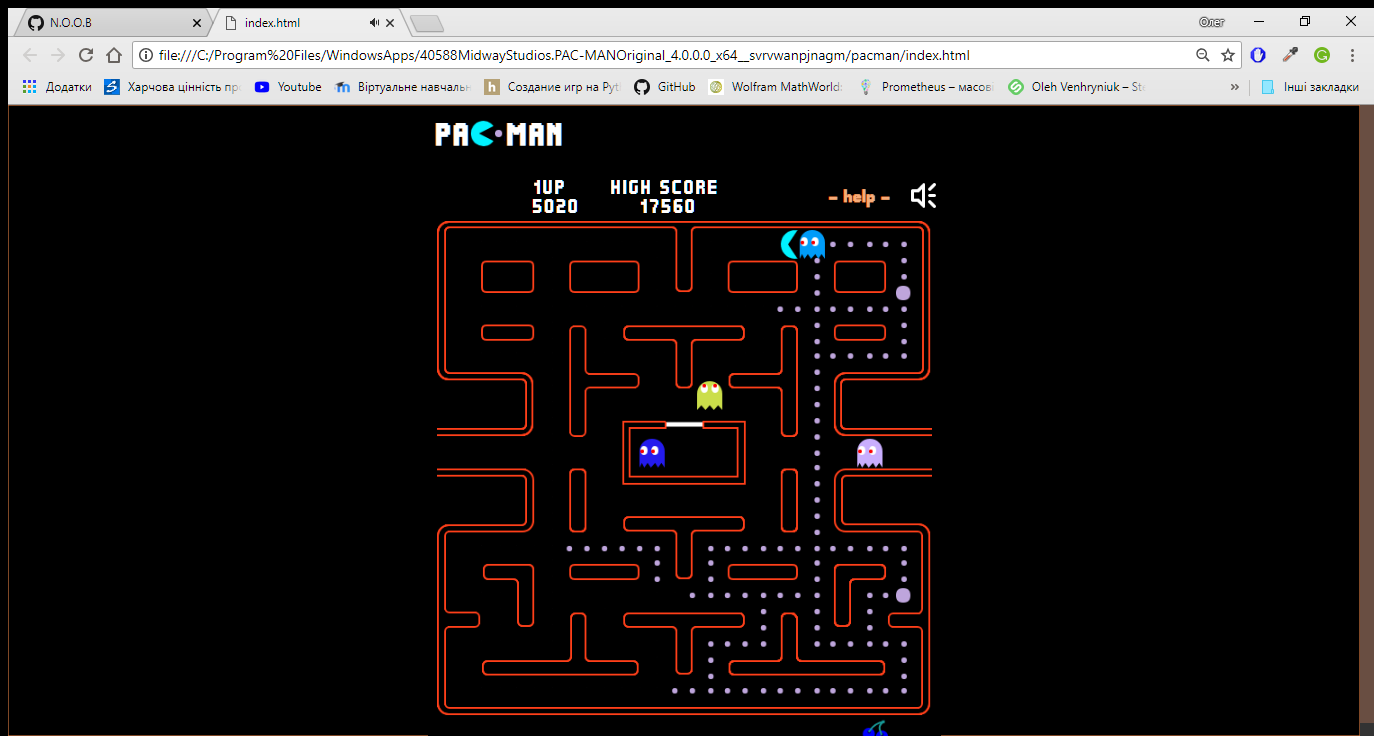 N.O.O.B
index.html
Олег
file:///C:/Program%20Files/WindowsApps/40588MidwayStudios.PAC-MANOriginal_4.0.0.0_x64__svrvwanpjnagm/pacman/index.html
Додатки
Харчова цінність пр
Youtube
Віртуальне навчаль
Создание игр на Pyt
GitHub
Wolfram MathWorld:
Prometheus – масов
Oleh Venhryniuk – St
»
Інші закладки
PAC-MAN
1UP
HIGH SCORE
5020
17560
- help -